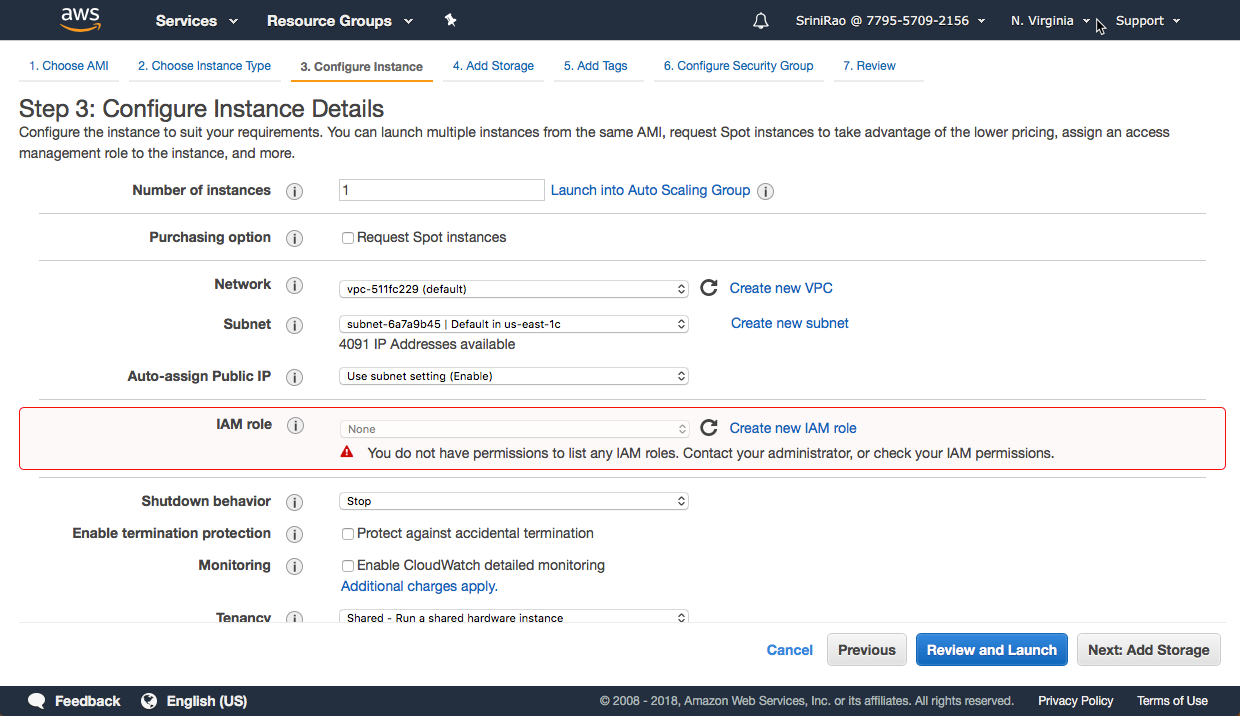 aws Services Resource Groups SriniRao @ 7795-5709-2156 N. Virginia Support
1. Choose AMI 2. Choose Instance Type 3. Configure Instance 4. Add Storage 5. Add Tags 6. Configure Security Group 7. Review
Step 3: Configure Instance Details
Configure the instance to suit your requirements. You can launch multiple instances from the same AMI, request Spot instances to take advantage of the lower pricing, assign an access
management role to the instance, and more.
Number of instances i 1 Launch into Auto Scaling Group i
Purchasing option i Request Spot instances
Network i vpc-511fc229 (default) Create new VPC
Subnet i subnet-6a7a9b45 | Default in us-east-1c Create new subnet
4091 IP Addresses available
Auto-assign Public IP i Use subnet setting (Enable)
IAM role i None Create new IAM role
You do not have permissions to list any IAM roles. Contact your administrator, or check your IAM permissions.
Shutdown behavior i Stop
Enable termination protection i Protect against accidental termination
Monitoring i Enable CloudWatch detailed monitoring
Additional charges apply.
Tenancy i Shared - Run a shared hardware instance
Cancel Previous Review and Launch Next: Add Storage
Feedback English (US) © 2008 - 2018, Amazon Web Services, Inc. or its affiliates. All rights reserved. Privacy Policy Terms of Use